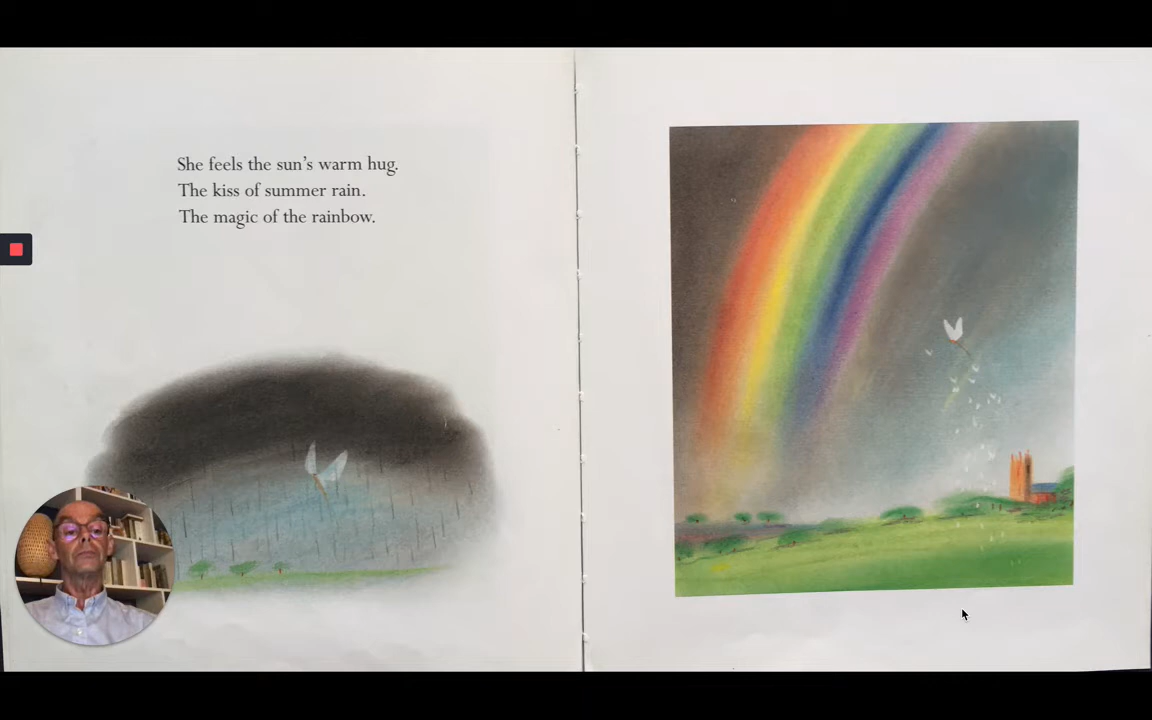 She feels the sun's warm hug.
The kiss of summer rain.
The magic of the rainbow.